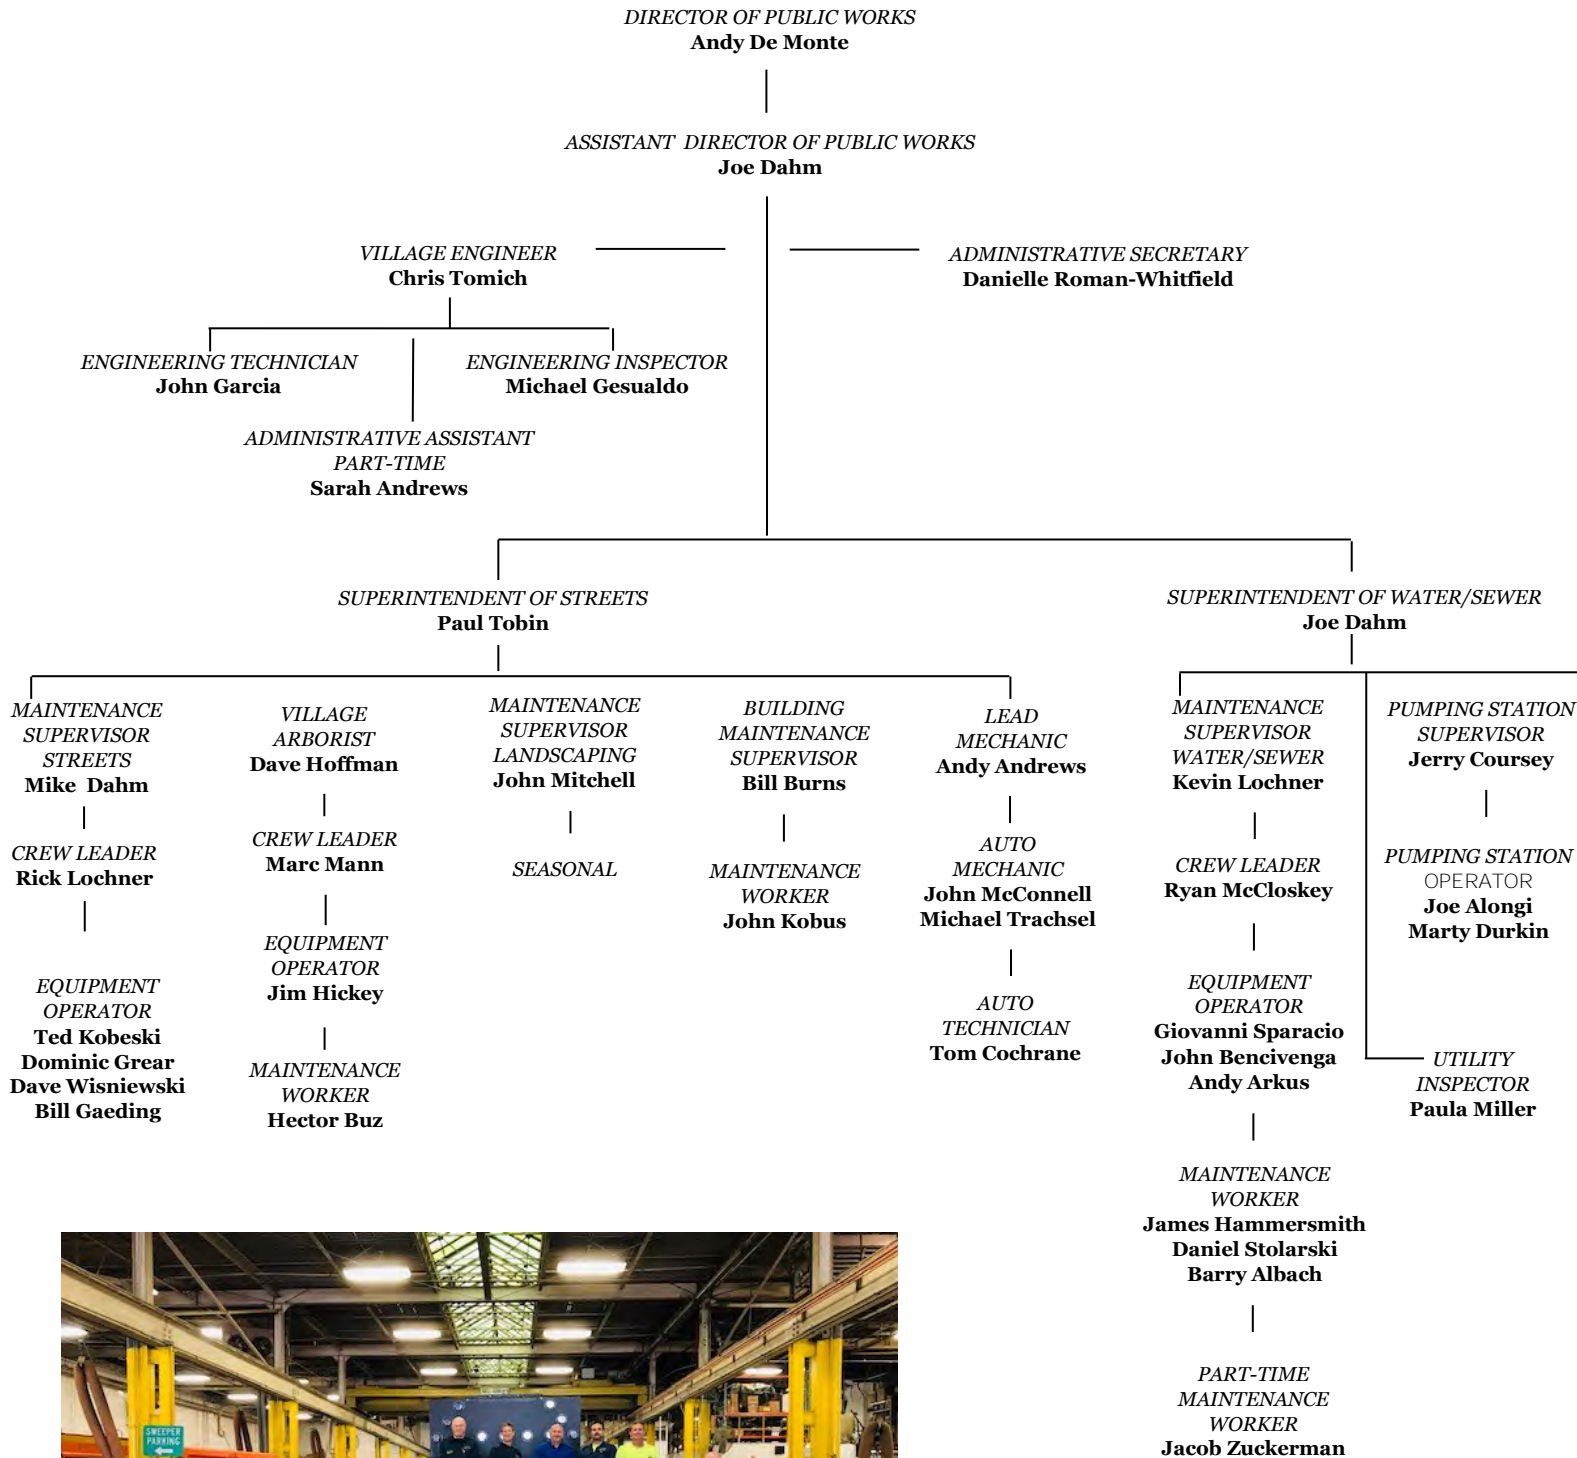 DIRECTOR OF PUBLIC WORKS
Andy De Monte
ASSISTANT DIRECTOR OF PUBLIC WORKS
Joe Dahm
VILLAGE ENGINEER
Chris Tomich
ADMINISTRATIVE SECRETARY
Danielle Roman-Whitfield
ENGINEERING TECHNICIAN
John Garcia
ENGINEERING INSPECTOR
Michael Gesualdo
ADMINISTRATIVE ASSISTANT
PART-TIME
Sarah Andrews
SUPERINTENDENT OF STREETS
Paul Tobin
SUPERINTENDENT OF WATER/SEWER
Joe Dahm
MAINTENANCE
SUPERVISOR
STREETS
Mike Dahm
CREW LEADER
Rick Lochner
EQUIPMENT
OPERATOR
Ted Kobeski
Dominic Grear
Dave Wisniewski
Bill Gaeding
VILLAGE
ARBORIST
Dave Hoffman
CREW LEADER
Marc Mann
EQUIPMENT
OPERATOR
Jim Hickey
MAINTENANCE
WORKER
Hector Buz
MAINTENANCE
SUPERVISOR
LANDSCAPING
John Mitchell
SEASONAL
BUILDING
MAINTENANCE
SUPERVISOR
Bill Burns
MAINTENANCE
WORKER
John Kobus
LEAD
MECHANIC
Andy Andrews
AUTO
MECHANIC
John McConnell
Michael Trachsel
AUTO
TECHNICIAN
Tom Cochrane
MAINTENANCE
SUPERVISOR
WATER/SEWER
Kevin Lochner
CREW LEADER
Ryan McCloskey
EQUIPMENT
OPERATOR
Giovanni Sparacio
John Bencivenga
Andy Arkus
MAINTENANCE
WORKER
James Hammersmith
Daniel Stolarski
Barry Albach
PART-TIME
MAINTENANCE
WORKER
Jacob Zuckerman
PUMPING STATION
SUPERVISOR
Jerry Coursey
PUMPING STATION
OPERATOR
Joe Alongi
Marty Durkin
UTILITY
INSPECTOR
Paula Miller
SWEEPER
PARKING